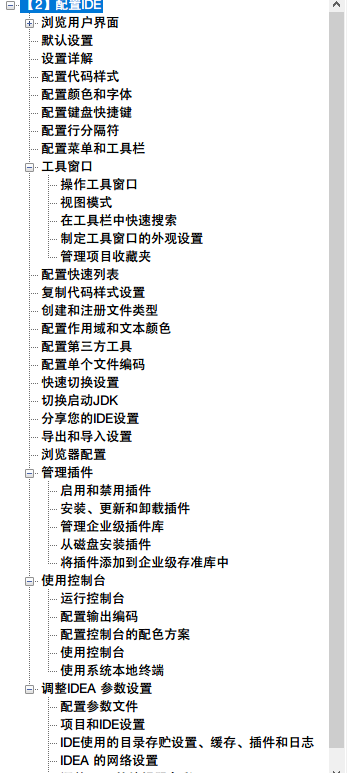 【2】配置IDE
浏览用户界面
默认设置
设置详解
配置代码样式
配置颜色和字体
配置键盘快捷键
配置行分隔符
配置菜单和工具栏
工具窗口
操作工具窗口
视图模式
在工具栏中快速搜索
制定工具窗口的外观设置
管理项目收藏夹
配置快速列表
复制代码样式设置
创建和注册文件类型
配置作用域和文本颜色
配置第三方工具
配置单个文件编码
快速切换设置
切换启动JDK
分享您的IDE设置
导出和导入设置
浏览器配置
管理插件
启用和禁用插件
安装、更新和卸载插件
管理企业级插件库
从磁盘安装插件
将插件添加到企业级存准库中
使用控制台
运行控制台
配置输出编码
配置控制台的配色方案
使用控制台
使用系统本地终端
调整IDEA 参数设置
配置参数文件
项目和IDE设置
IDE使用的目录存贮设置、缓存、插件和日志
IDEA 的网络设置